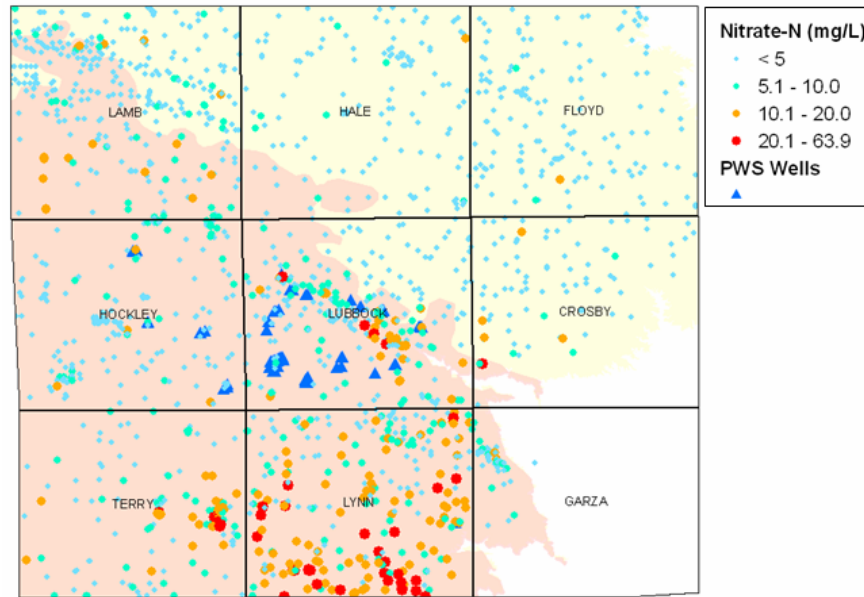 Nitrate-N (mg/L)
< 5
5.1 - 10.0
10.1 - 20.0
20.1 - 63.9
PWS Wells
LAMB
HALE
FLOYD
HOCKLEY
LUBBOCK
CROSBY
TERRY
LYNN
GARZA